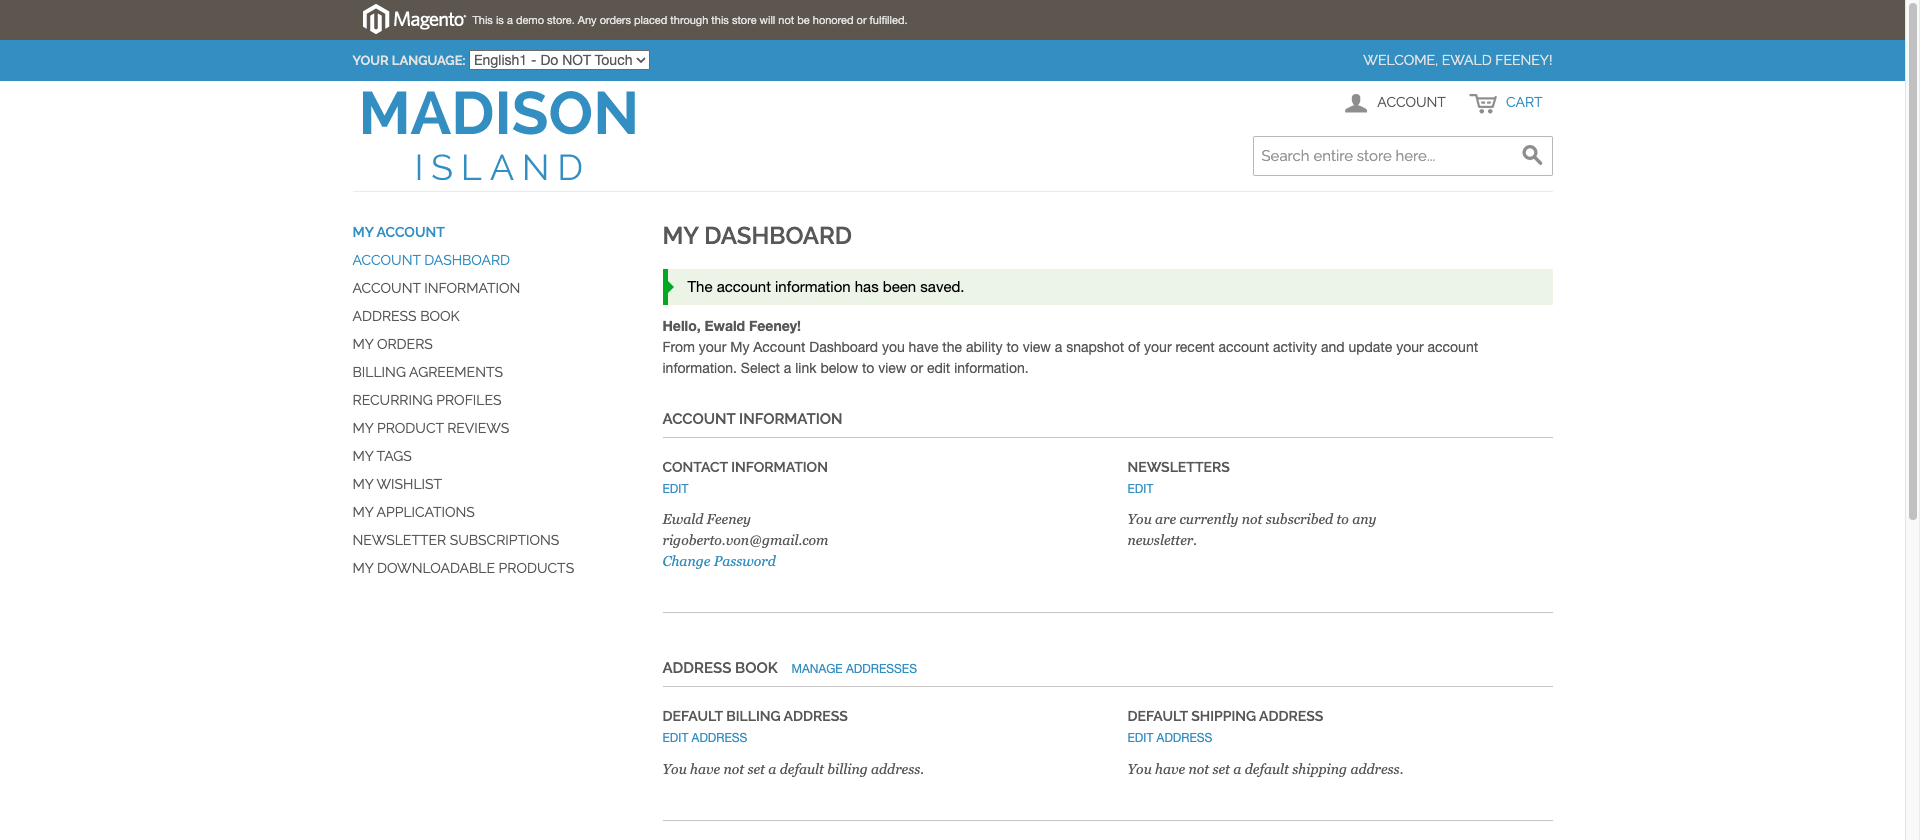 Magento This is a demo store. Any orders placed through this store will not be honored or fulfilled.
YOUR LANGUAGE: English1 - Do NOT Touch
WELCOME, EWALD FEENEY!
MADISON
ISLAND
ACCOUNT
CART
Search entire store here...
MY ACCOUNT
ACCOUNT DASHBOARD
ACCOUNT INFORMATION
ADDRESS BOOK
MY ORDERS
BILLING AGREEMENTS
RECURRING PROFILES
MY PRODUCT REVIEWS
MY TAGS
MY WISHLIST
MY APPLICATIONS
NEWSLETTER SUBSCRIPTIONS
MY DOWNLOADABLE PRODUCTS
MY DASHBOARD
The account information has been saved.
Hello, Ewald Feeney!
From your My Account Dashboard you have the ability to view a snapshot of your recent account activity and update your account
information. Select a link below to view or edit information.
ACCOUNT INFORMATION
CONTACT INFORMATION
EDIT
Ewald Feeney
rigoberto.von@gmail.com
Change Password
NEWSLETTERS
EDIT
You are currently not subscribed to any
newsletter.
ADDRESS BOOK MANAGE ADDRESSES
DEFAULT BILLING ADDRESS
EDIT ADDRESS
You have not set a default billing address.
DEFAULT SHIPPING ADDRESS
EDIT ADDRESS
You have not set a default shipping address.